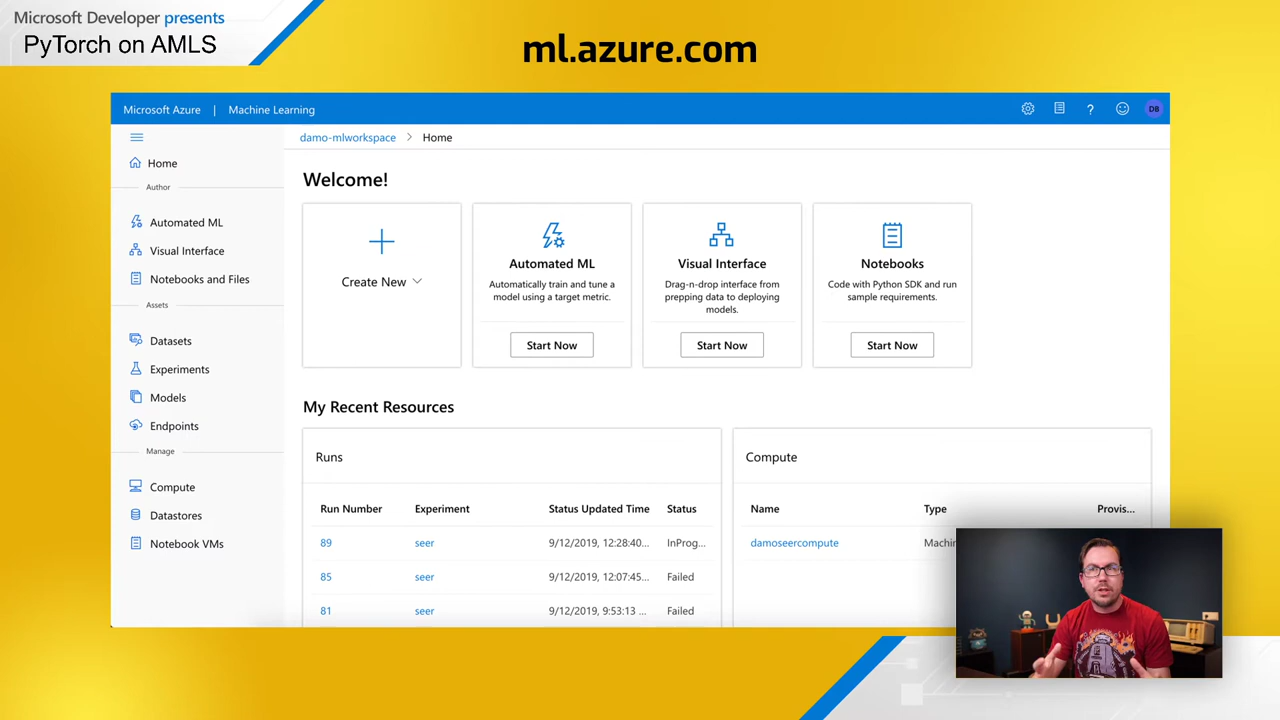 Microsoft Developer presents
PyTorch on AMLS
ml.azure.com
Microsoft Azure | Machine Learning
DB
damo-mlworkspace > Home
Home
Author
Automated ML
Visual Interface
Notebooks and Files
Assets
Datasets
Experiments
Models
Endpoints
Manage
Compute
Datastores
Notebook VMs
Welcome!
Create New
Automated ML
Automatically train and tune a
model using a target metric.
Start Now
Visual Interface
Drag-n-drop interface from
prepping data to deploying
models.
Start Now
Notebooks
Code with Python SDK and run
sample requirements.
Start Now
My Recent Resources
Runs
Run Number Experiment Status Updated Time Status
89 seer 9/12/2019, 12:28:40... InProg...
85 seer 9/12/2019, 12:07:45... Failed
81 seer 9/12/2019, 9:53:13 ... Failed
Compute
Name Type Provis...
damoseercompute Machin